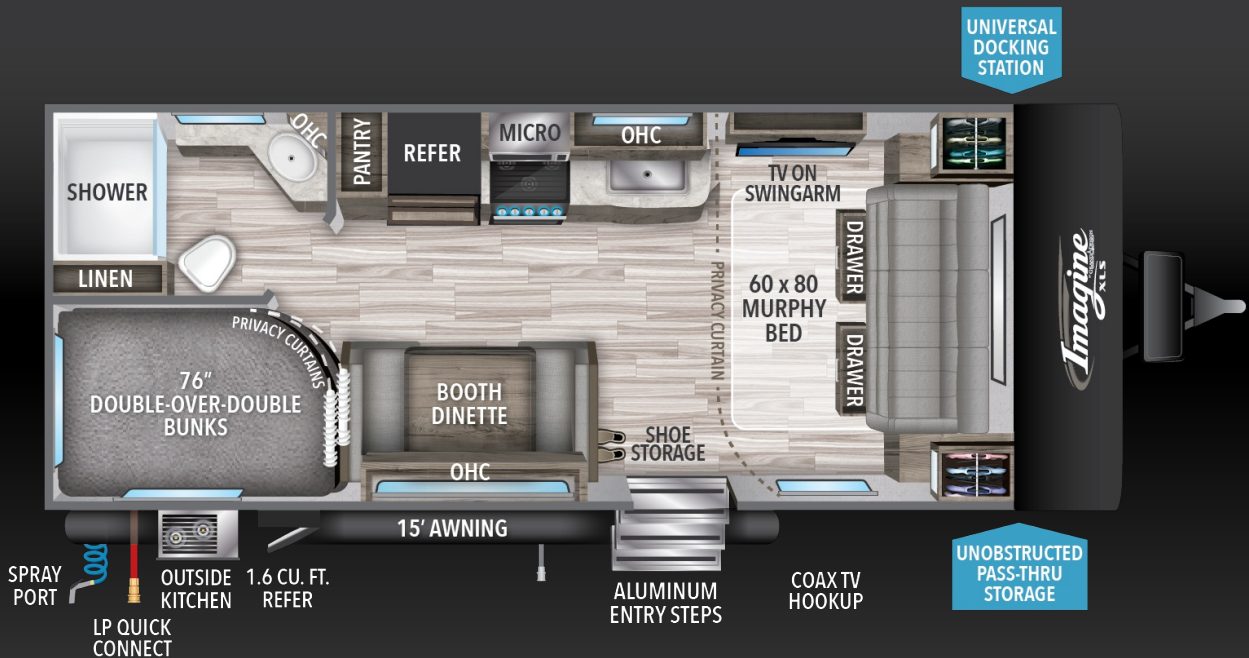 UNIVERSAL
DOCKING
STATION
OHC
PANTRY
REFER
MICRO
OHC
SHOWER
TV ON
SWINGARM
LINEN
PRIVACY CURTAIN
60 x 80
MURPHY
BED
DRAWER
DRAWER
Imagine
XLS
PRIVACY CURTAINS
76"
DOUBLE-OVER-DOUBLE
BUNKS
BOOTH
DINETTE
OHC
SHOE
STORAGE
15' AWNING
SPRAY
PORT
LP QUICK
CONNECT
OUTSIDE
KITCHEN
1.6 CU. FT.
REFER
ALUMINUM
ENTRY STEPS
COAX TV
HOOKUP
UNOBSTRUCTED
PASS-THRU
STORAGE